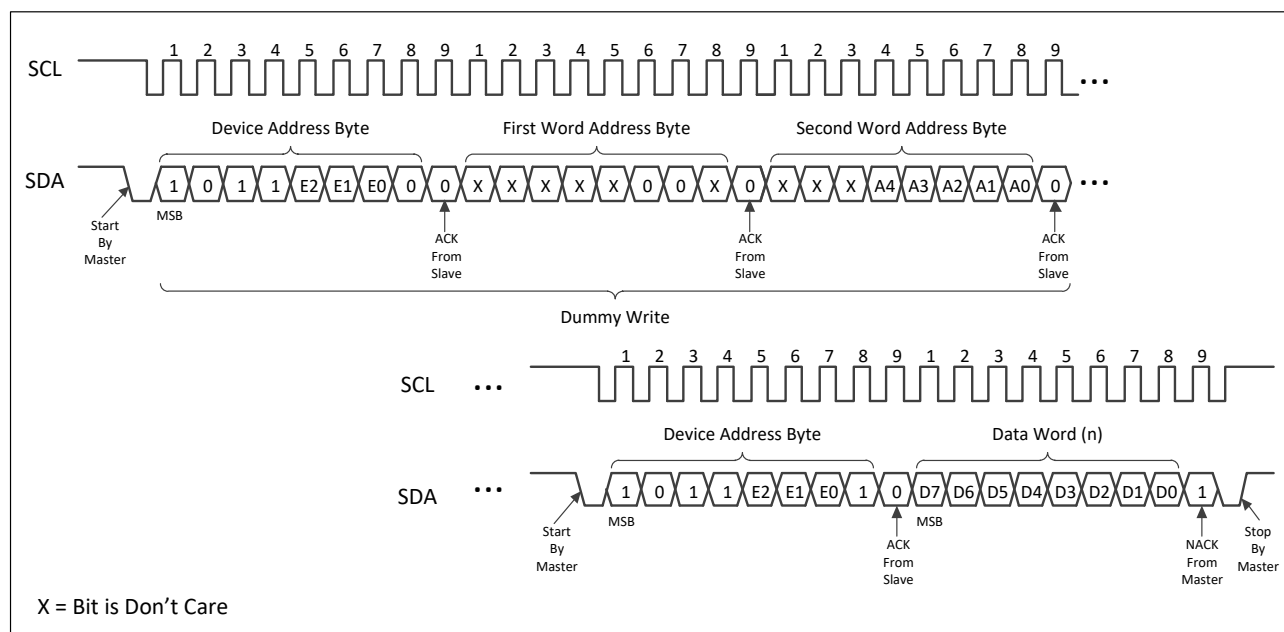 1 2 3 4 5 6 7 8 9 1 2 3 4 5 6 7 8 9 1 2 3 4 5 6 7 8 9
SCL ...
Device Address Byte First Word Address Byte Second Word Address Byte
SDA 1 0 1 1 E2 E1 E0 0 0 X X X X X 0 0 X 0 X X X A4 A3 A2 A1 A0 0 ...
MSB
Start
By
Master
ACK
From
Slave
ACK
From
Slave
ACK
From
Slave
Dummy Write
1 2 3 4 5 6 7 8 9 1 2 3 4 5 6 7 8 9
SCL ...
Device Address Byte Data Word (n)
SDA ... 1 0 1 1 E2 E1 E0 1 0 D7 D6 D5 D4 D3 D2 D1 D0 1
MSB MSB
Start
By
Master
ACK
From
Slave
NACK
From
Master
Stop
By
Master
X = Bit is Don’t Care